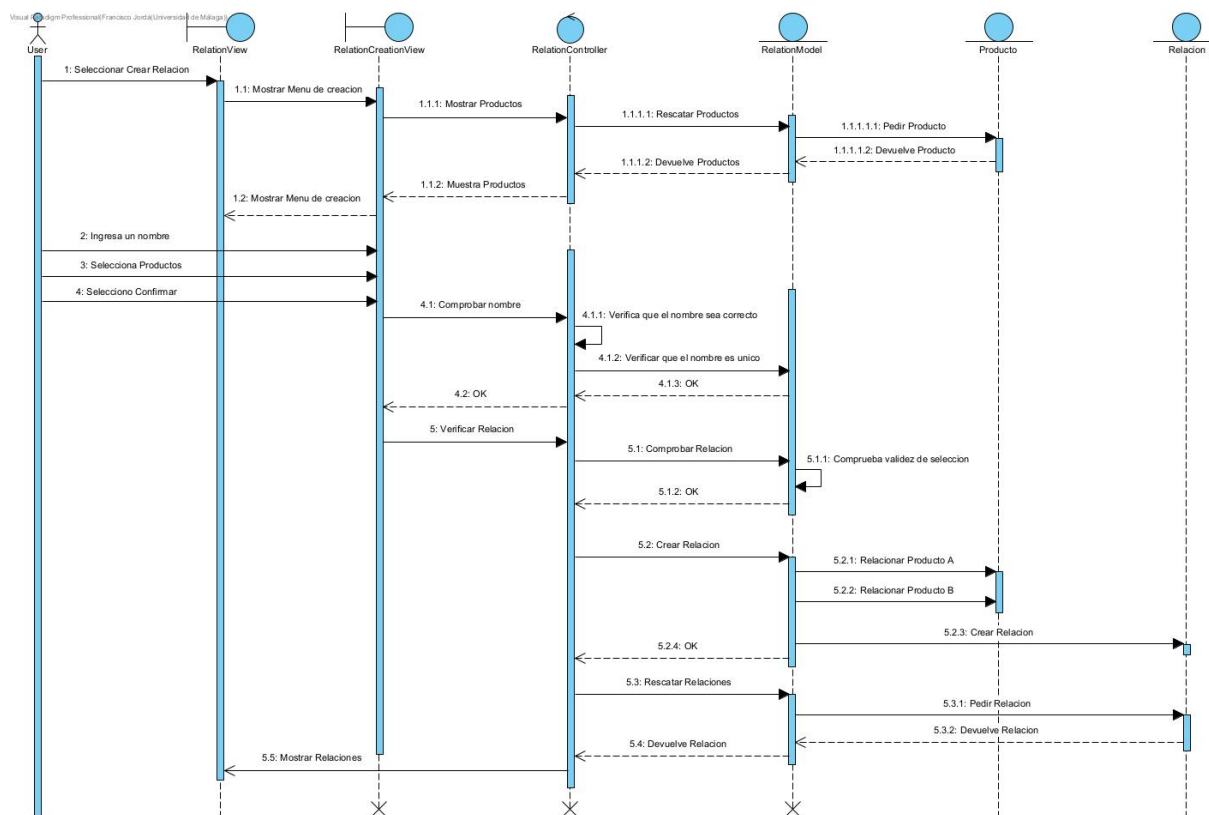 Visual Paradigm Professional(Francisco Jordá(Universidad de Málaga))
User
RelationView
RelationCreationView
RelationController
RelationModel
Producto
Relacion
1: Seleccionar Crear Relacion
1.1: Mostrar Menu de creacion
1.1.1: Mostrar Productos
1.1.1.1: Rescatar Productos
1.1.1.1.1: Pedir Producto
1.1.1.1.2: Devuelve Producto
1.1.1.2: Devuelve Productos
1.1.2: Muestra Productos
1.2: Mostrar Menu de creacion
2: Ingresa un nombre
3: Selecciona Productos
4: Selecciono Confirmar
4.1: Comprobar nombre
4.1.1: Verifica que el nombre sea correcto
4.1.2: Verificar que el nombre es unico
4.1.3: OK
4.2: OK
5: Verificar Relacion
5.1: Comprobar Relacion
5.1.1: Comprueba validez de seleccion
5.1.2: OK
5.2: Crear Relacion
5.2.1: Relacionar Producto A
5.2.2: Relacionar Producto B
5.2.3: Crear Relacion
5.2.4: OK
5.3: Rescatar Relaciones
5.3.1: Pedir Relacion
5.3.2: Devuelve Relacion
5.4: Devuelve Relacion
5.5: Mostrar Relaciones